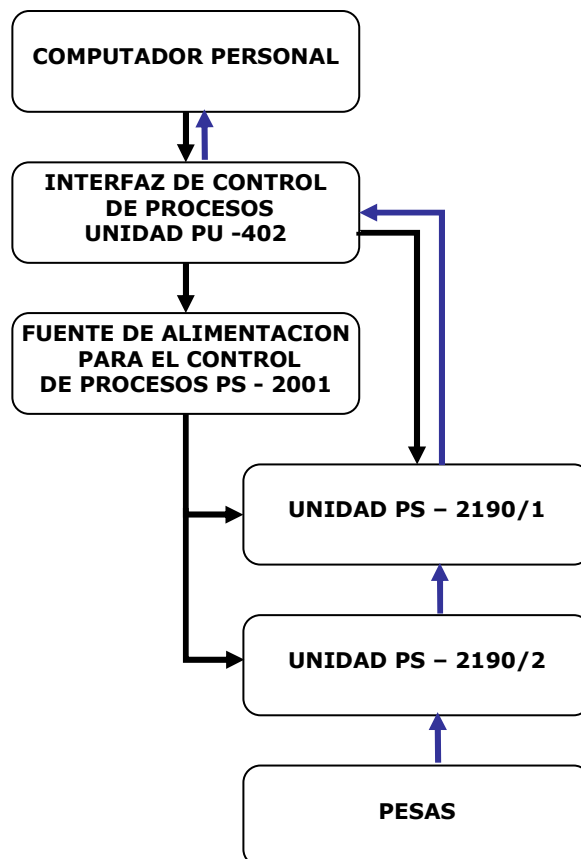 COMPUTADOR PERSONAL
INTERFAZ DE CONTROL
DE PROCESOS
UNIDAD PU -402
FUENTE DE ALIMENTACION
PARA EL CONTROL
DE PROCESOS PS - 2001
UNIDAD PS – 2190/1
UNIDAD PS – 2190/2
PESAS